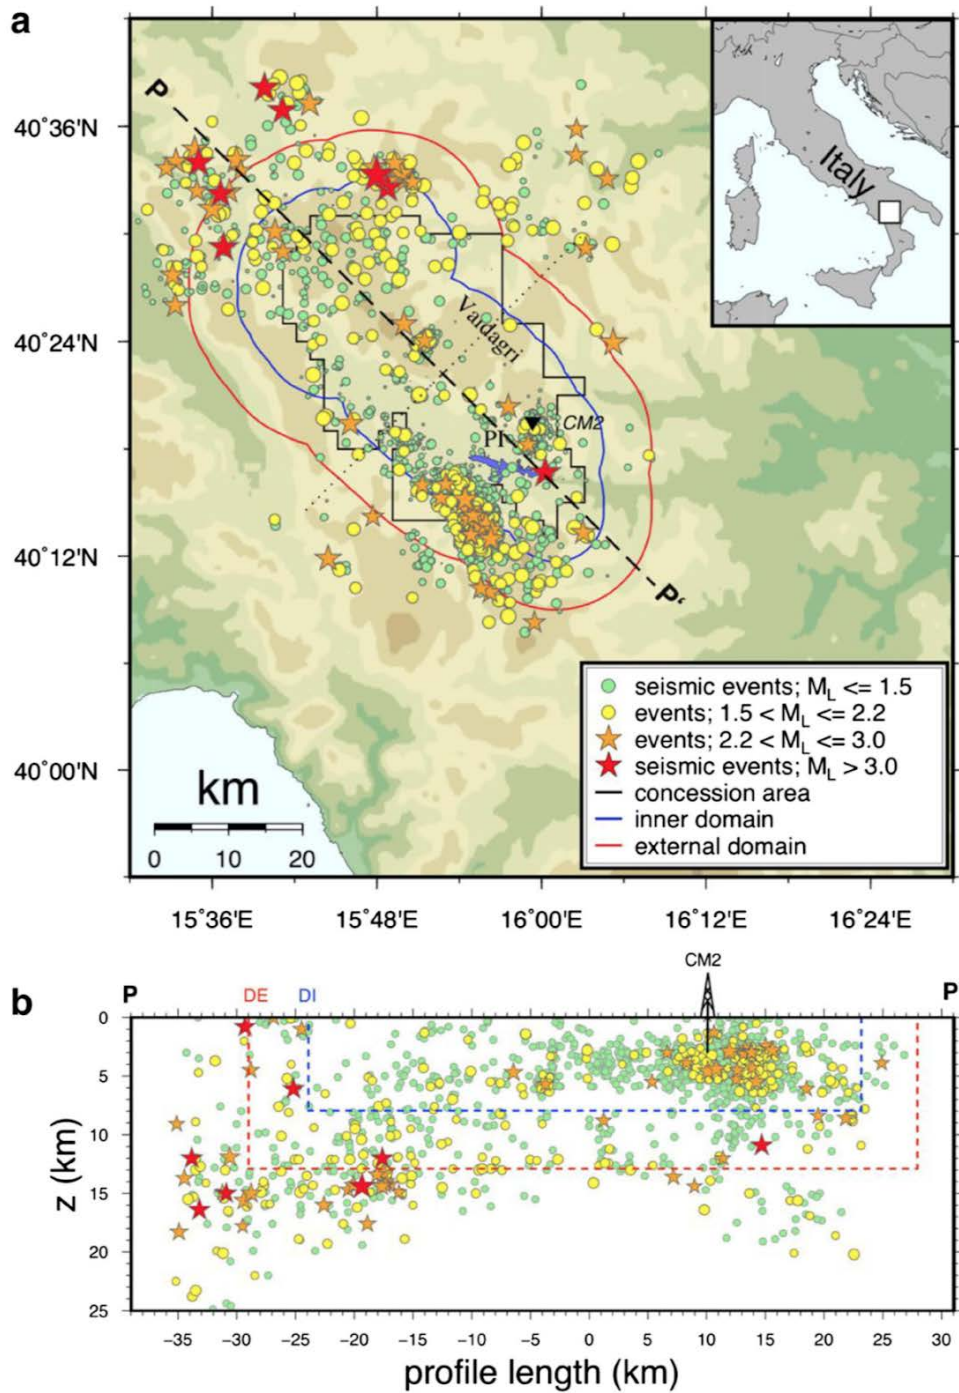 a
P
40°36'N
Italy
40°24'N
Valdagri
CM2
PI
40°12'N
P‘
seismic events; ML <= 1.5
events; 1.5 < ML <= 2.2
events; 2.2 < ML <= 3.0
seismic events; ML > 3.0
concession area
inner domain
external domain
40°00'N
km
0 10 20
15°36'E 15°48'E 16°00'E 16°12'E 16°24'E
CM2
b P DE DI P
0
5
10
15
20
25
z (km)
−35 −30 −25 −20 −15 −10 −5 0 5 10 15 20 25 30
profile length (km)